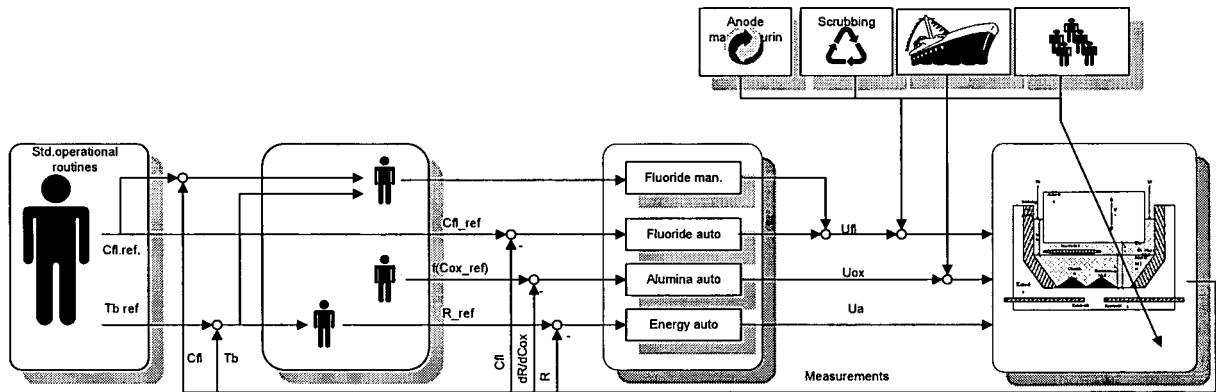 Anode
Scrubbing
Std.operational
routines
Fluoride man.
Cfl_ref
Fluoride auto
Ufl
Cfl.ref.
f(Cox_ref)
Alumina auto
Uox
Tb ref
R_ref
Energy auto
Ua
Cfl
Tb
Cfl
dR/dCox
R
Measurements